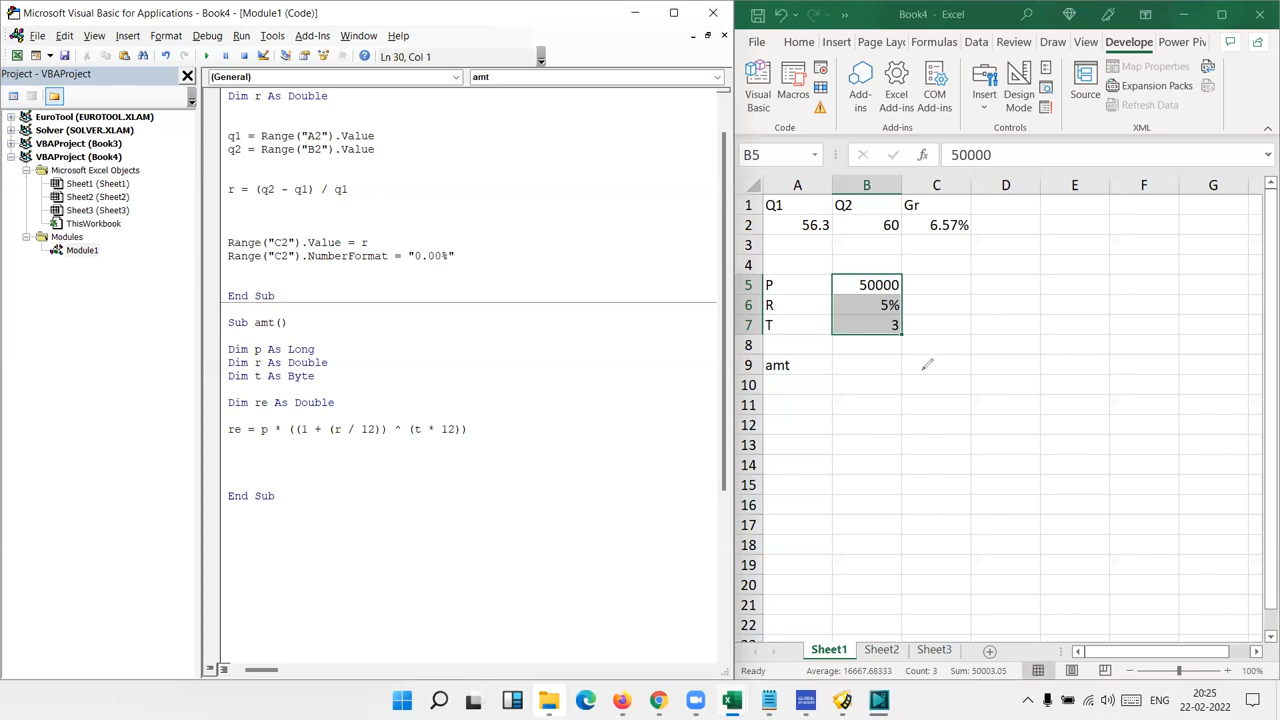 Microsoft Visual Basic for Applications - Book4 - [Module1 (Code)]
File Edit View Insert Format Debug Run Tools Add-Ins Window Help
Ln 30, Col 1
Project - VBAProject
EuroTool (EUROTOOL.XLAM)
Solver (SOLVER.XLAM)
VBAProject (Book3)
VBAProject (Book4)
Microsoft Excel Objects
Sheet1 (Sheet1)
Sheet2 (Sheet2)
Sheet3 (Sheet3)
ThisWorkbook
Modules
Module1
(General) amt
Dim r As Double
q1 = Range("A2").Value
q2 = Range("B2").Value
r = (q2 - q1) / q1
Range("C2").Value = r
Range("C2").NumberFormat = "0.00%"
End Sub
Sub amt()
Dim p As Long
Dim r As Double
Dim t As Byte
Dim re As Double
re = p * ((1 + (r / 12)) ^ (t * 12))
End Sub
Book4 - Excel
File Home Insert Page Layc Formulas Data Review View Develope Power Piv
Visual Basic
Macros
Code
Add-ins
Excel Add-ins
COM Add-ins
Add-ins
Insert
Design Mode
Controls
Source
Map Properties
Expansion Packs
Refresh Data
XML
B5 50000
A B C D E F G
1 Q1 Q2 Gr
2 56.3 60 6.57%
3
4
5 P 50000
6 R 5%
7 T 3
8
9 amt
10
11
12
13
14
15
16
17
18
19
20
21
22
Sheet1 Sheet2 Sheet3
Ready Average: 16667.68333 Count: 3 Sum: 50003.05 100%
ENG 20:25
22-02-2022